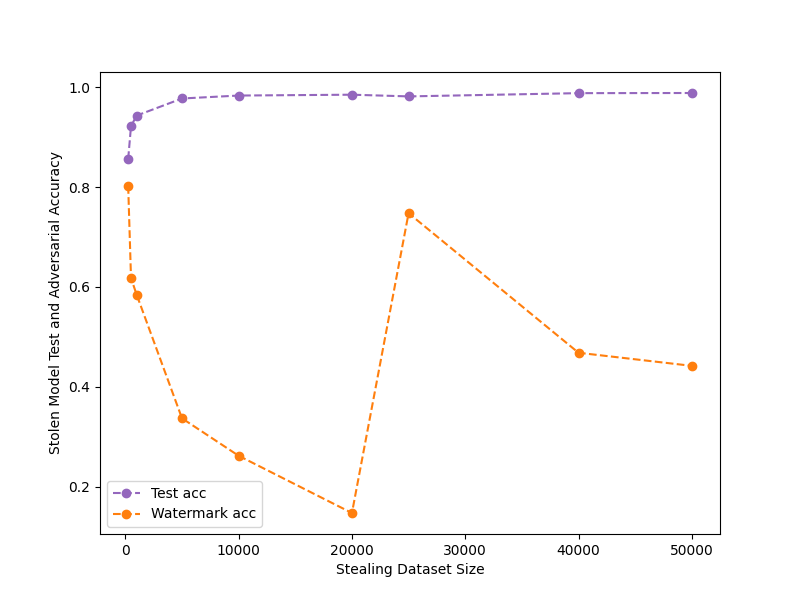 1.0
0.8
0.6
0.4
0.2
Stolen Model Test and Adversarial Accuracy
Test acc
Watermark acc
0 10000 20000 30000 40000 50000
Stealing Dataset Size